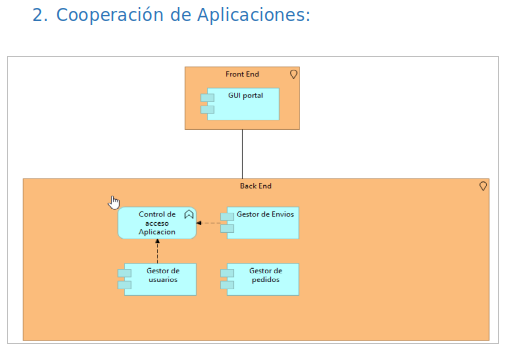 2. Cooperación de Aplicaciones:
Front End
GUI portal
Back End
Control de
acceso
Aplicacion
Gestor de Envios
Gestor de
usuarios
Gestor de
pedidos